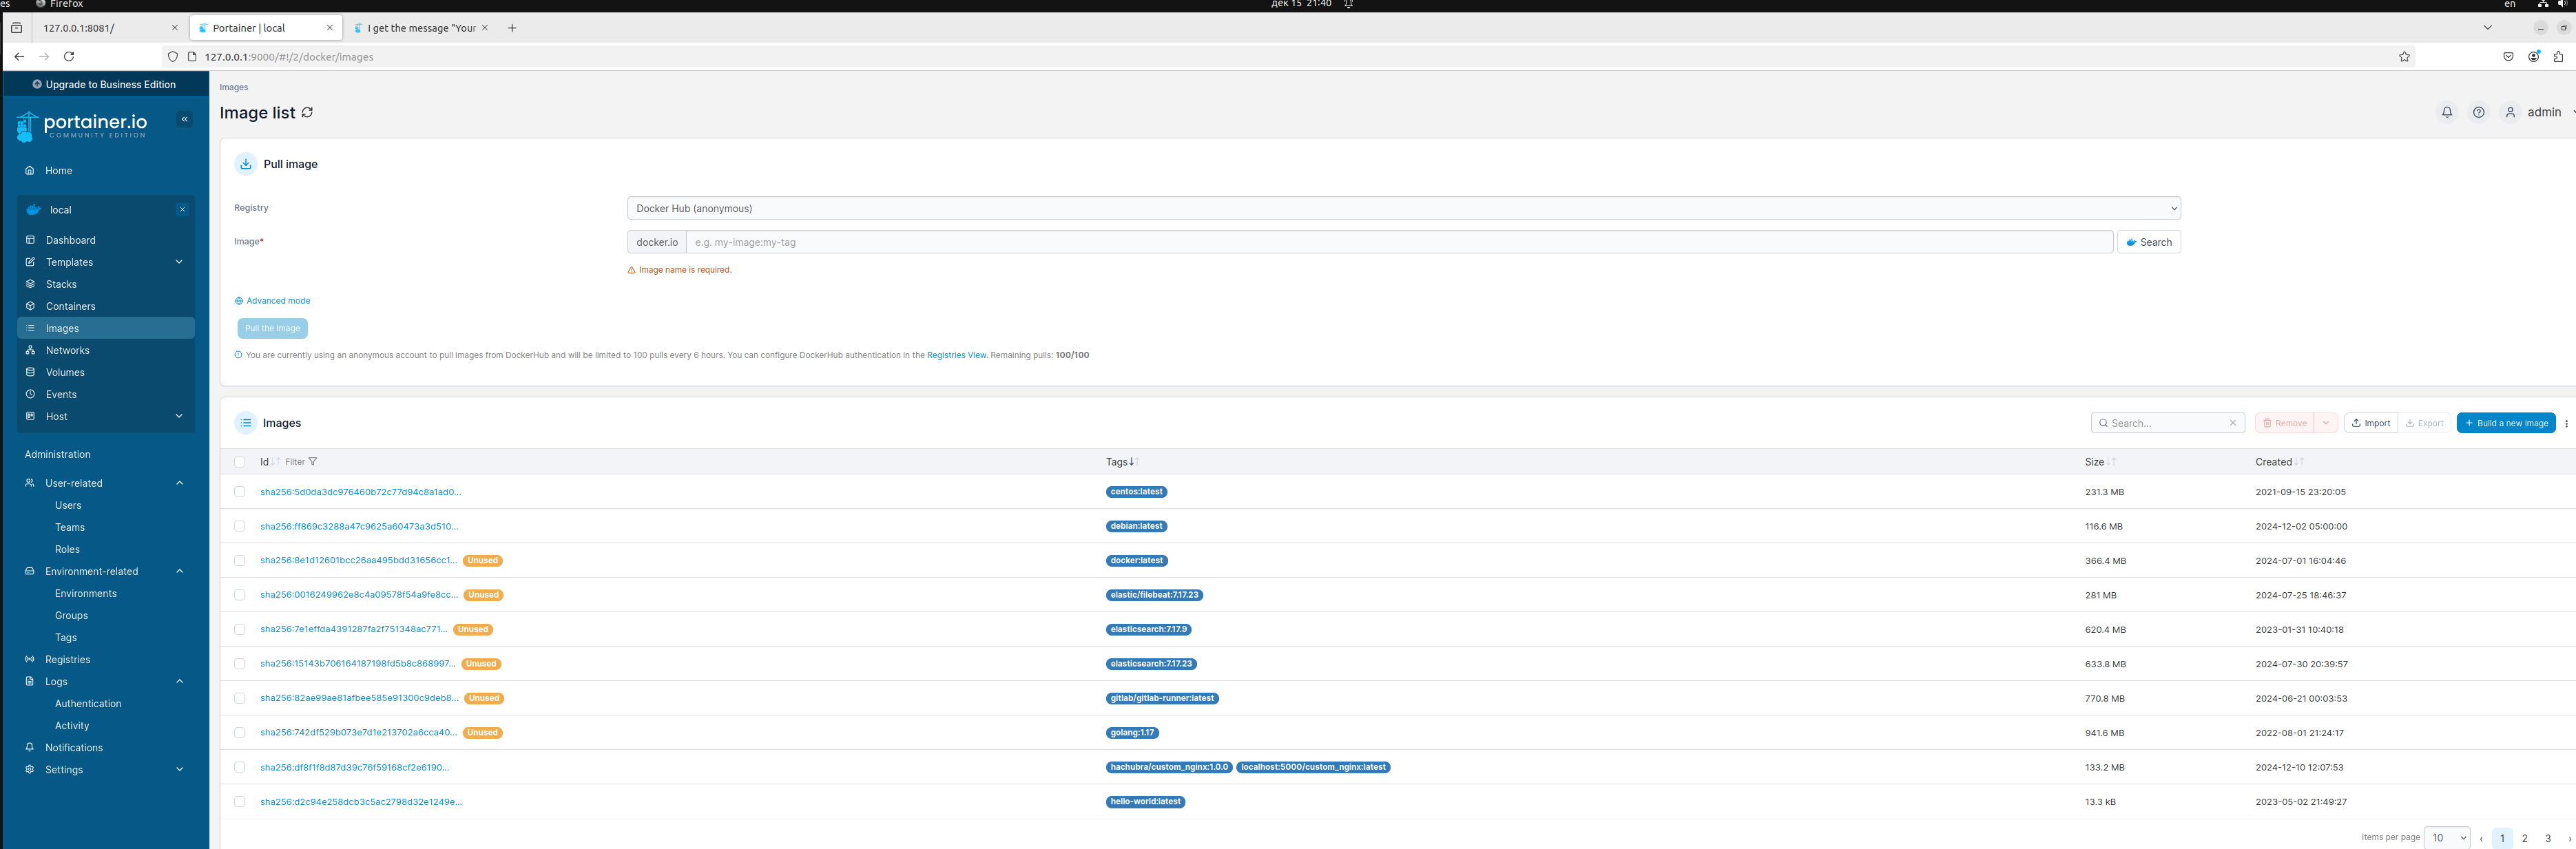 es Firefox дек 15 21:40 en
127.0.0.1:8081/ Portainer | local I get the message "Your
127.0.0.1:9000/#!/2/docker/images
Upgrade to Business Edition
portainer.io
COMMUNITY EDITION
Home
local
Dashboard
Templates
Stacks
Containers
Images
Networks
Volumes
Events
Host
Administration
User-related
Users
Teams
Roles
Environment-related
Environments
Groups
Tags
Registries
Logs
Authentication
Activity
Notifications
Settings
Images
Image list
admin
Pull image
Registry Docker Hub (anonymous)
Image* docker.io e.g. my-image:my-tag Search
Image name is required.
Advanced mode
Pull the image
You are currently using an anonymous account to pull images from DockerHub and will be limited to 100 pulls every 6 hours. You can configure DockerHub authentication in the Registries View. Remaining pulls: 100/100
Images Search... Remove Import Export + Build a new image
Id Filter Tags Size Created
sha256:5d0da3dc976460b72c77d94c8a1ad0... centos:latest 231.3 MB 2021-09-15 23:20:05
sha256:ff869c3288a47c9625a60473a3d510... debian:latest 116.6 MB 2024-12-02 05:00:00
sha256:8e1d12601bcc26aa495bdd31656cc1... Unused docker:latest 366.4 MB 2024-07-01 16:04:46
sha256:0016249962e8c4a09578f54a9fe8cc... Unused elastic/filebeat:7.17.23 281 MB 2024-07-25 18:46:37
sha256:7e1effda4391287fa2f751348ac771... Unused elasticsearch:7.17.9 620.4 MB 2023-01-31 10:40:18
sha256:15143b706164187198fd5b8c868997... Unused elasticsearch:7.17.23 633.8 MB 2024-07-30 20:39:57
sha256:82ae99ae81afbee585e91300c9deb8... Unused gitlab/gitlab-runner:latest 770.8 MB 2024-06-21 00:03:53
sha256:742df529b073e7d1e213702a6cca40... Unused golang:1.17 941.6 MB 2022-08-01 21:24:17
sha256:df8f1f8d87d39c76f59168cf2e6190... hachubra/custom_nginx:1.0.0 localhost:5000/custom_nginx:latest 133.2 MB 2024-12-10 12:07:53
sha256:d2c94e258dcb3c5ac2798d32e1249e... hello-world:latest 13.3 kB 2023-05-02 21:49:27
Items per page 10 ‹ 1 2 3 ›